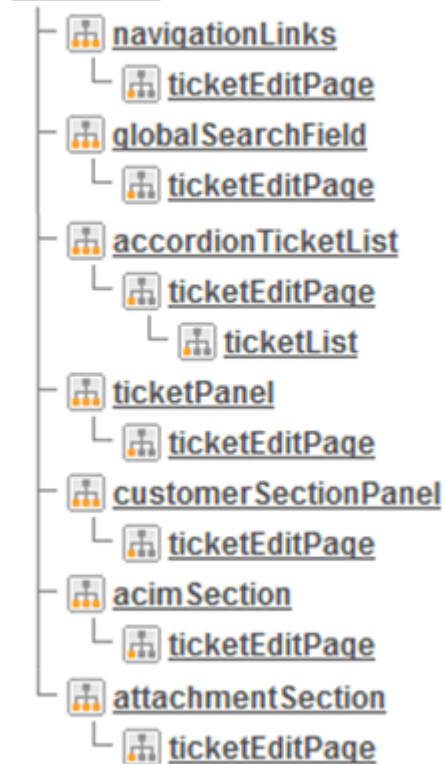 navigationLinks
ticketEditPage
globalSearchField
ticketEditPage
accordionTicketList
ticketEditPage
ticketList
ticketPanel
ticketEditPage
customerSectionPanel
ticketEditPage
acimSection
ticketEditPage
attachmentSection
ticketEditPage